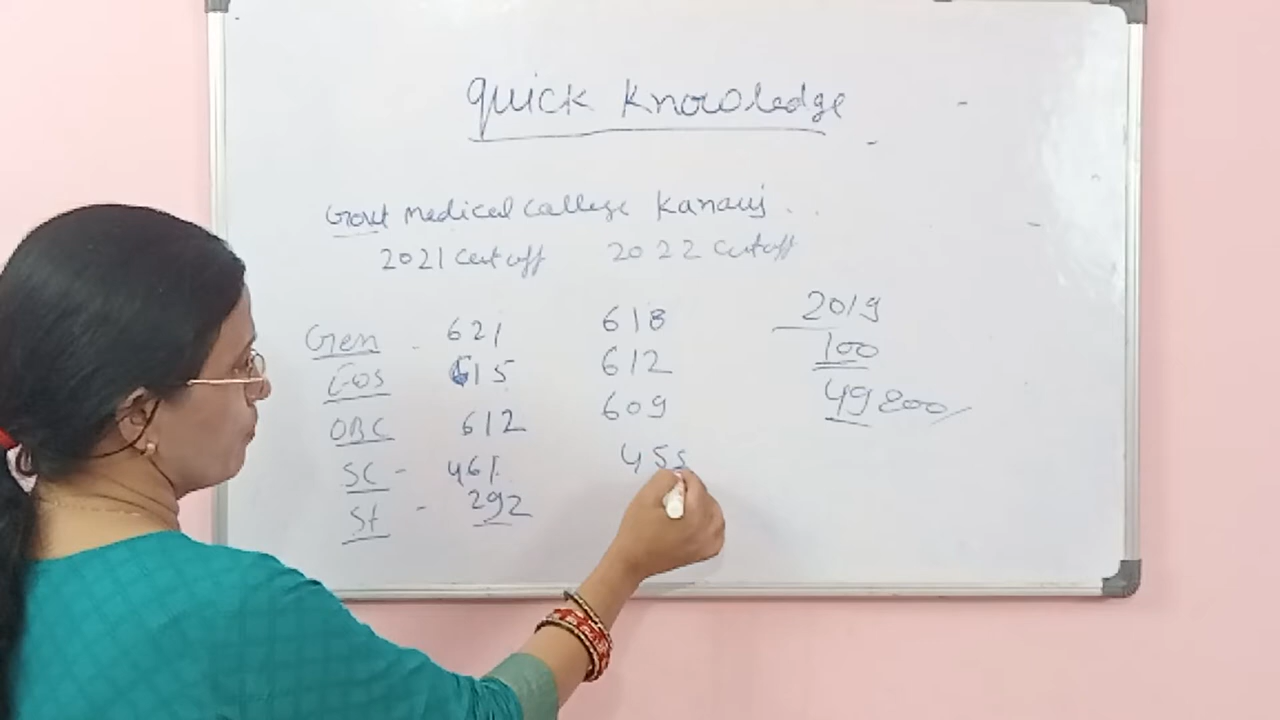 Quick Knowledge
Govt Medical College Kanauj . .
2021 Cutoff 2022 Cutoff
Gen - 621 618
EWS 615 612
OBC 612 609
SC - 461 455
St - 292
2019
100
49800/